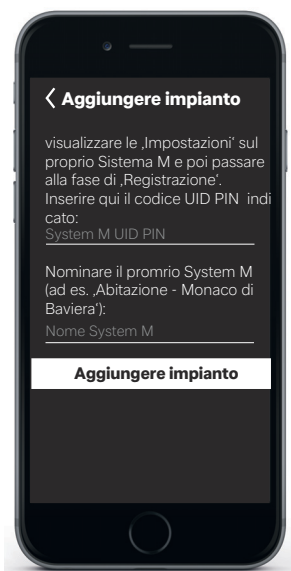 Aggiungere impianto
visualizzare le ‚Impostazioni‘ sul
proprio Sistema M e poi passare
alla fase di ‚Registrazione‘.
Inserire qui il codice UID PIN indi
cato:
System M UID PIN
Nominare il promrio System M
(ad es. ‚Abitazione - Monaco di
Baviera‘):
Nome System M
Aggiungere impianto